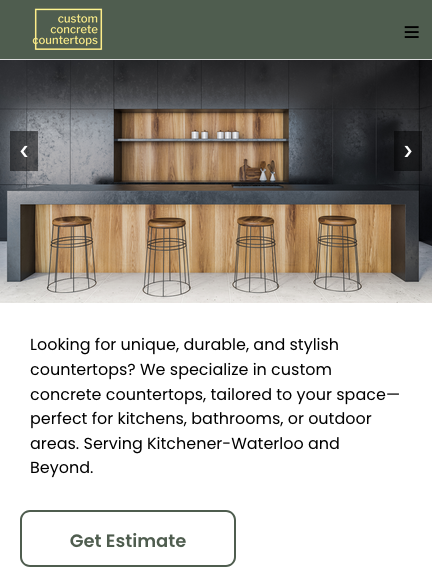 custom
concrete
countertops
❮
❯
Looking for unique, durable, and stylish
countertops? We specialize in custom
concrete countertops, tailored to your space—
perfect for kitchens, bathrooms, or outdoor
areas. Serving Kitchener-Waterloo and
Beyond.
Get Estimate